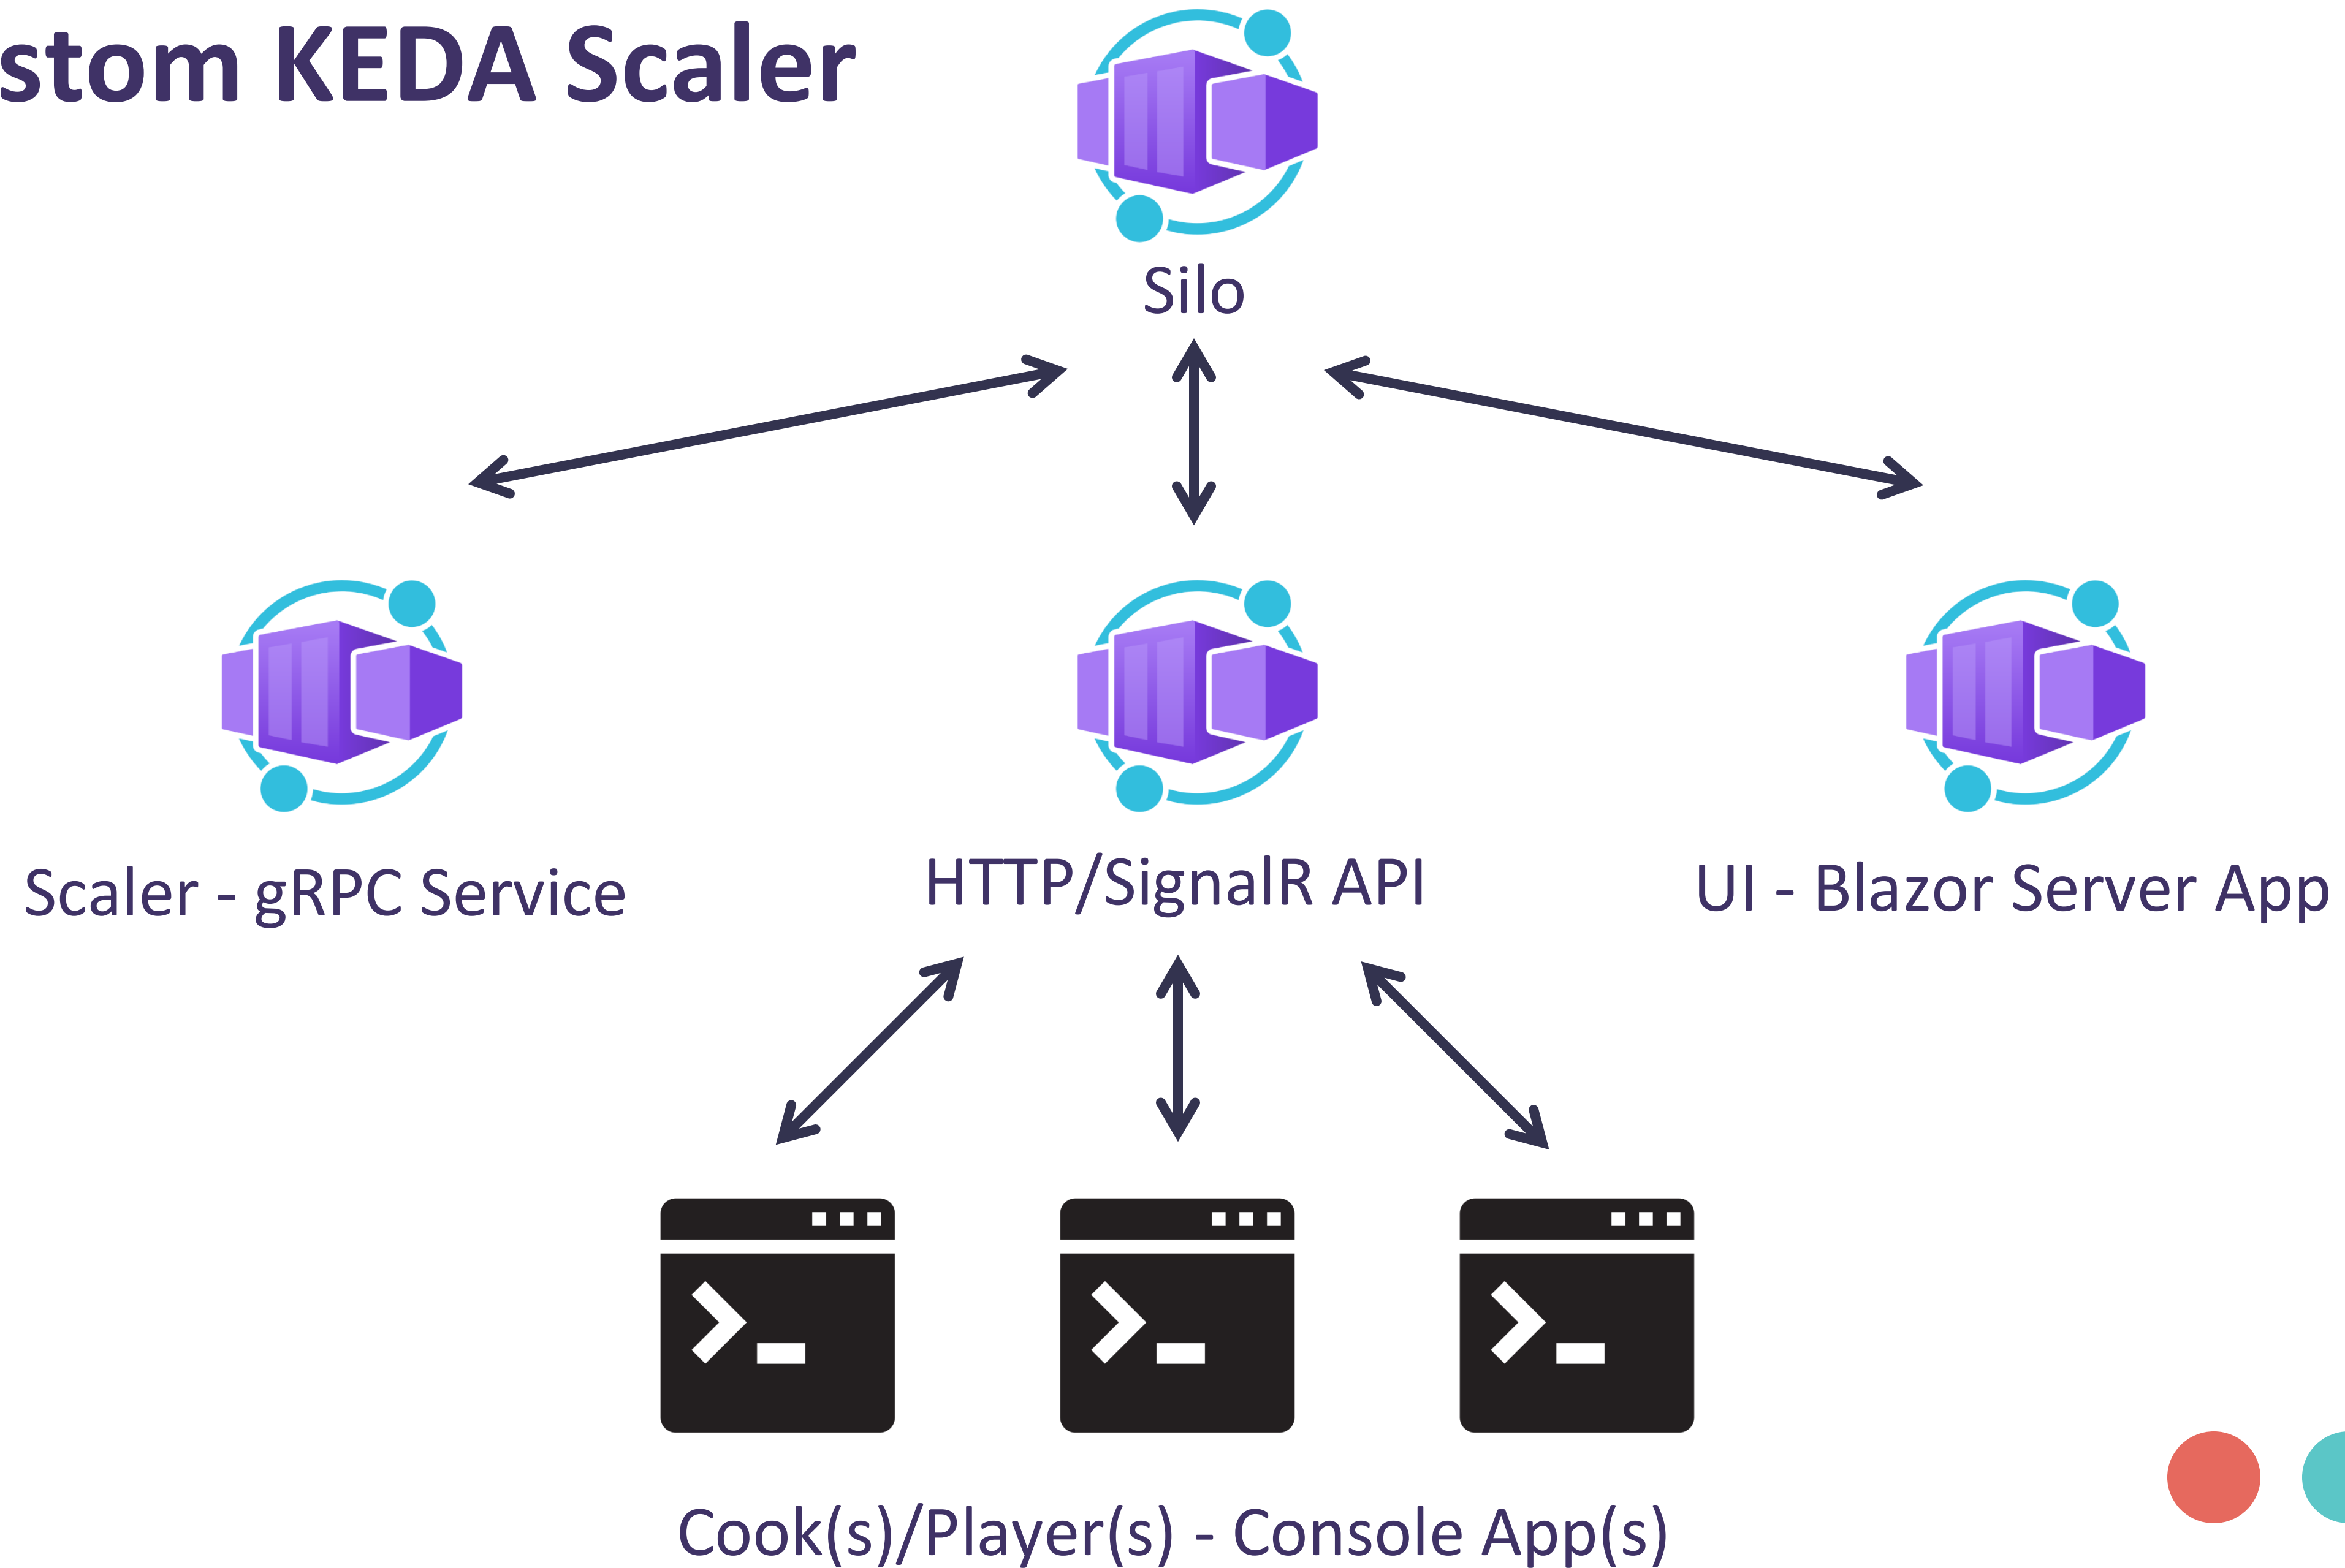 stom KEDA Scaler
Silo
Scaler - gRPC Service
HTTP/SignalR API
UI - Blazor Server App
Cook(s)/Player(s) - Console App(s)